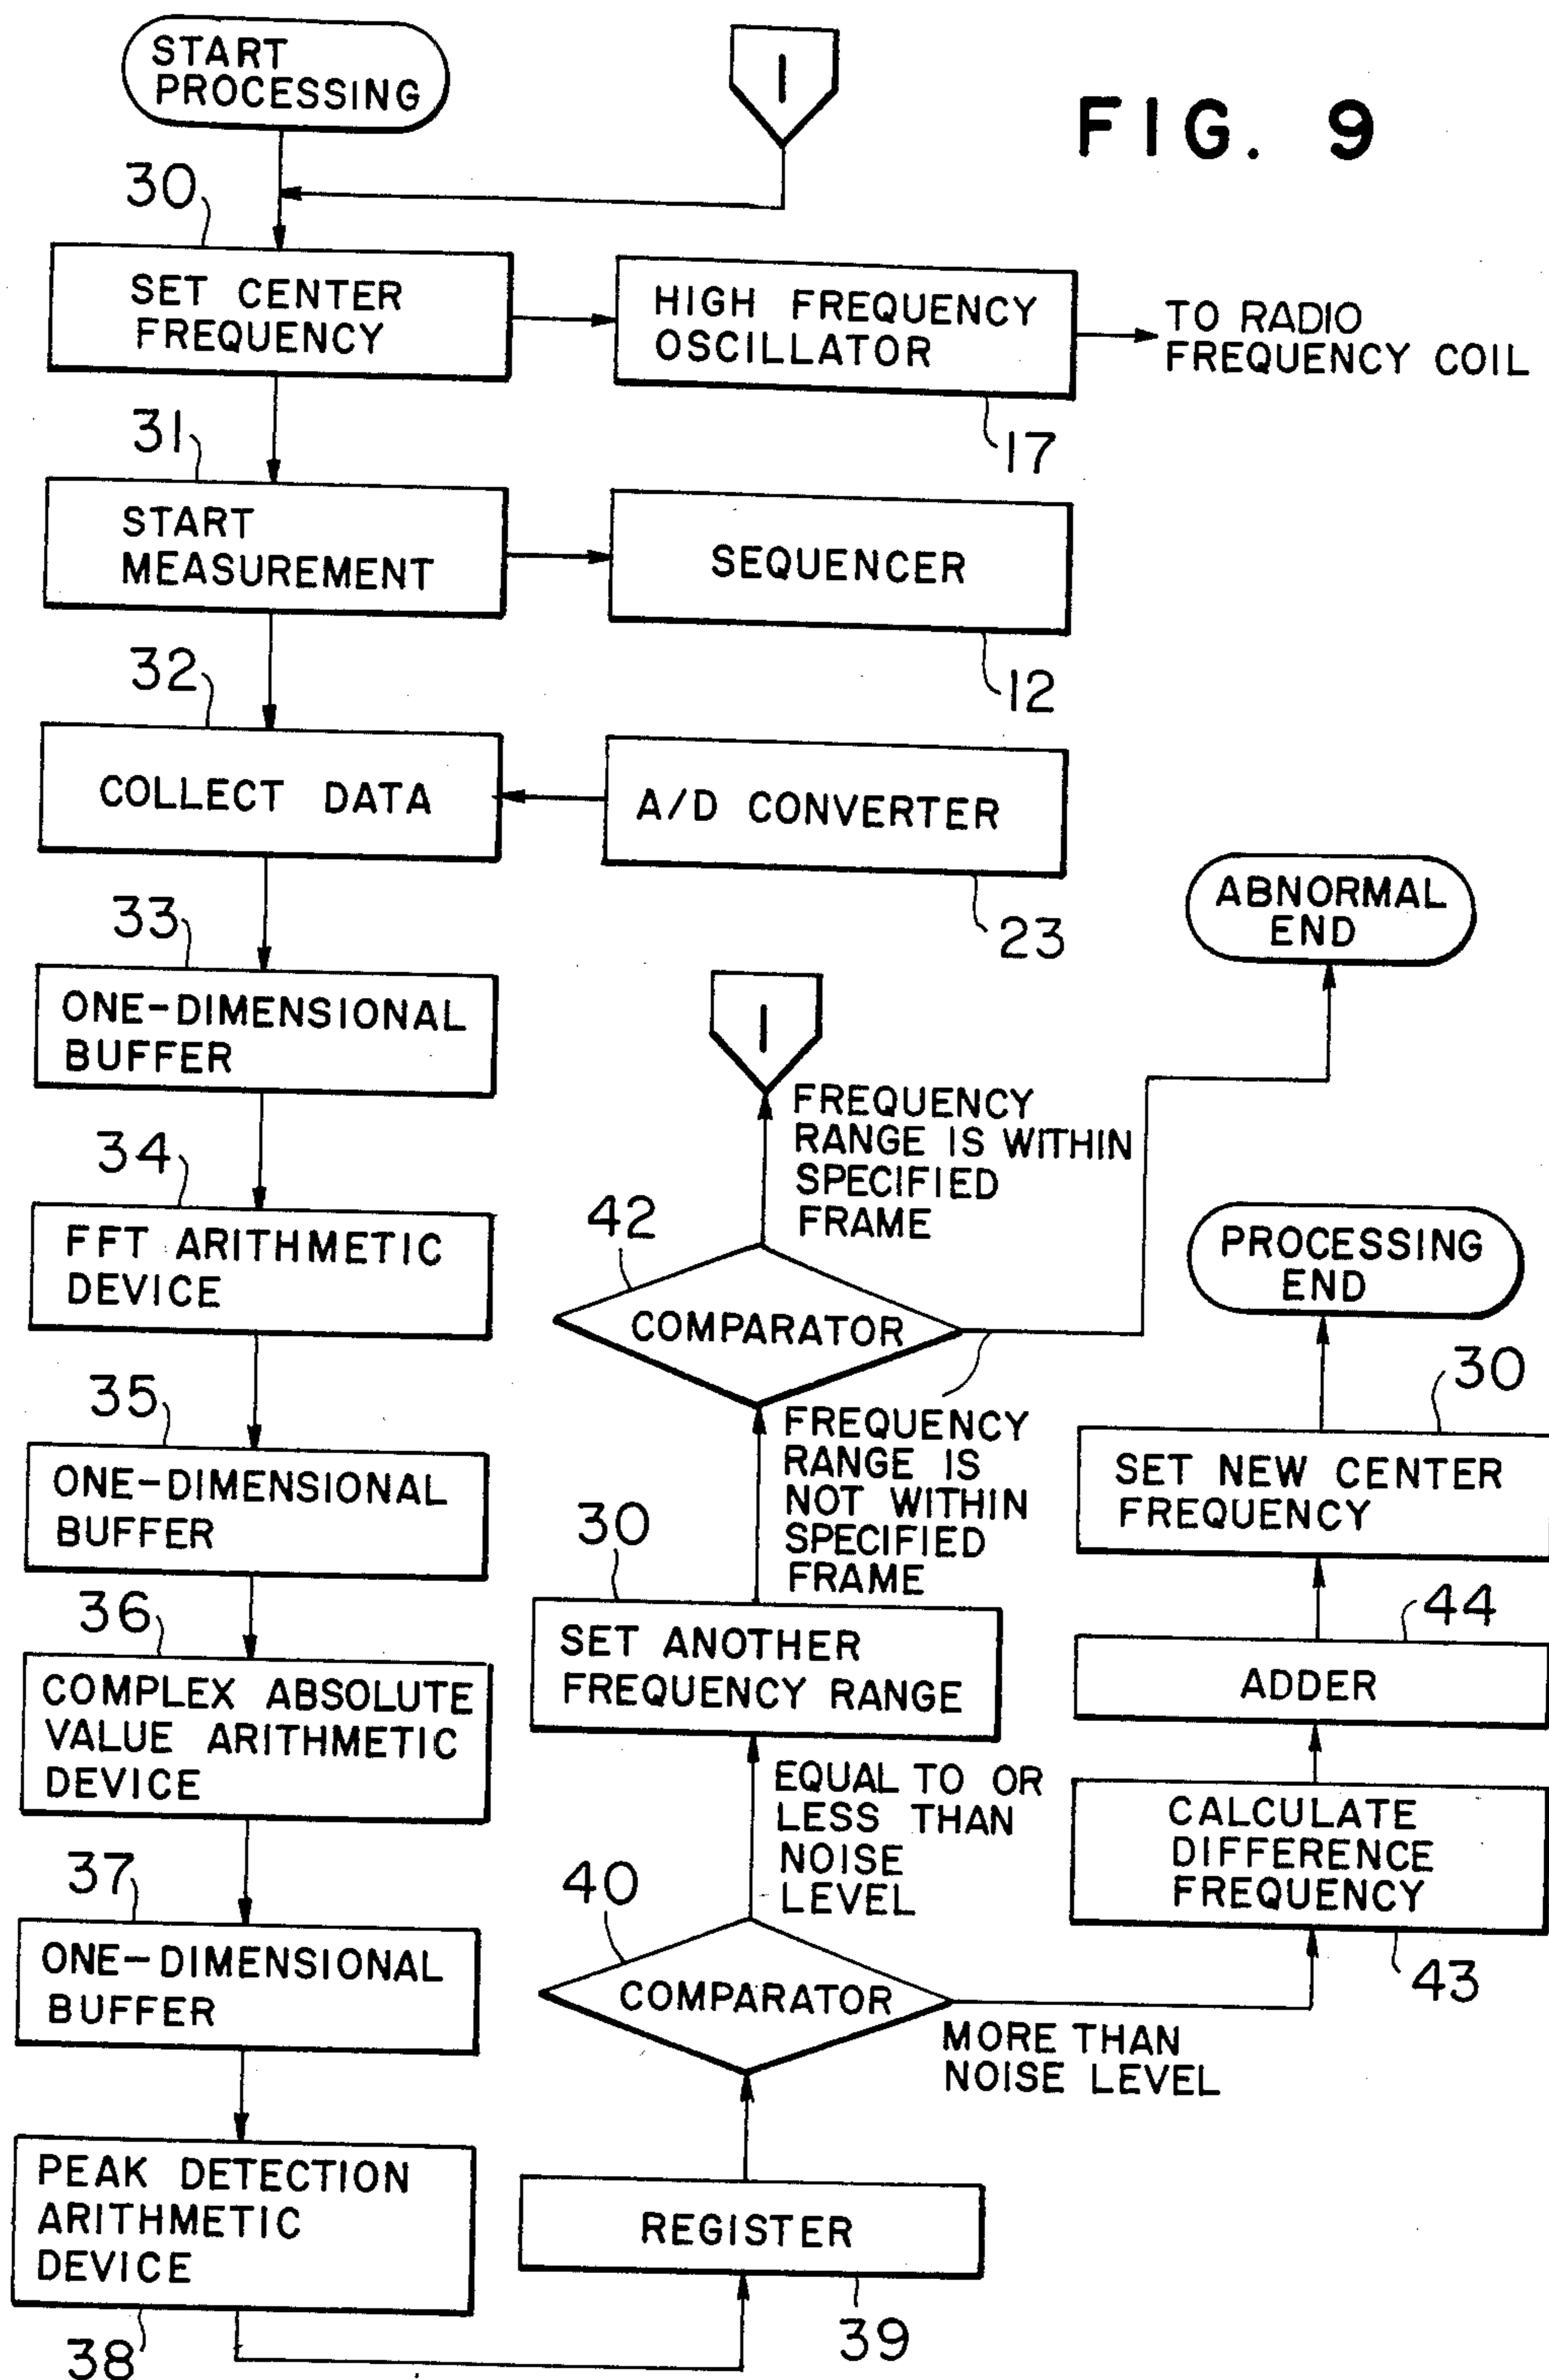 START
PROCESSING
I
FIG. 9
30
SET CENTER
FREQUENCY
HIGH FREQUENCY
OSCILLATOR
TO RADIO
FREQUENCY COIL
17
31
START
MEASUREMENT
SEQUENCER
12
32
COLLECT DATA
A/D CONVERTER
23
33
ONE-DIMENSIONAL
BUFFER
34
FFT ARITHMETIC
DEVICE
35
ONE-DIMENSIONAL
BUFFER
36
COMPLEX ABSOLUTE
VALUE ARITHMETIC
DEVICE
37
ONE-DIMENSIONAL
BUFFER
PEAK DETECTION
ARITHMETIC
DEVICE
38
I
FREQUENCY
RANGE IS WITHIN
SPECIFIED
FRAME
42
COMPARATOR
FREQUENCY
RANGE IS
NOT WITHIN
SPECIFIED
FRAME
30
SET ANOTHER
FREQUENCY RANGE
EQUAL TO OR
LESS THAN
NOISE
LEVEL
40
COMPARATOR
MORE THAN
NOISE LEVEL
REGISTER
39
ABNORMAL
END
PROCESSING
END
30
SET NEW CENTER
FREQUENCY
44
ADDER
CALCULATE
DIFFERENCE
FREQUENCY
43